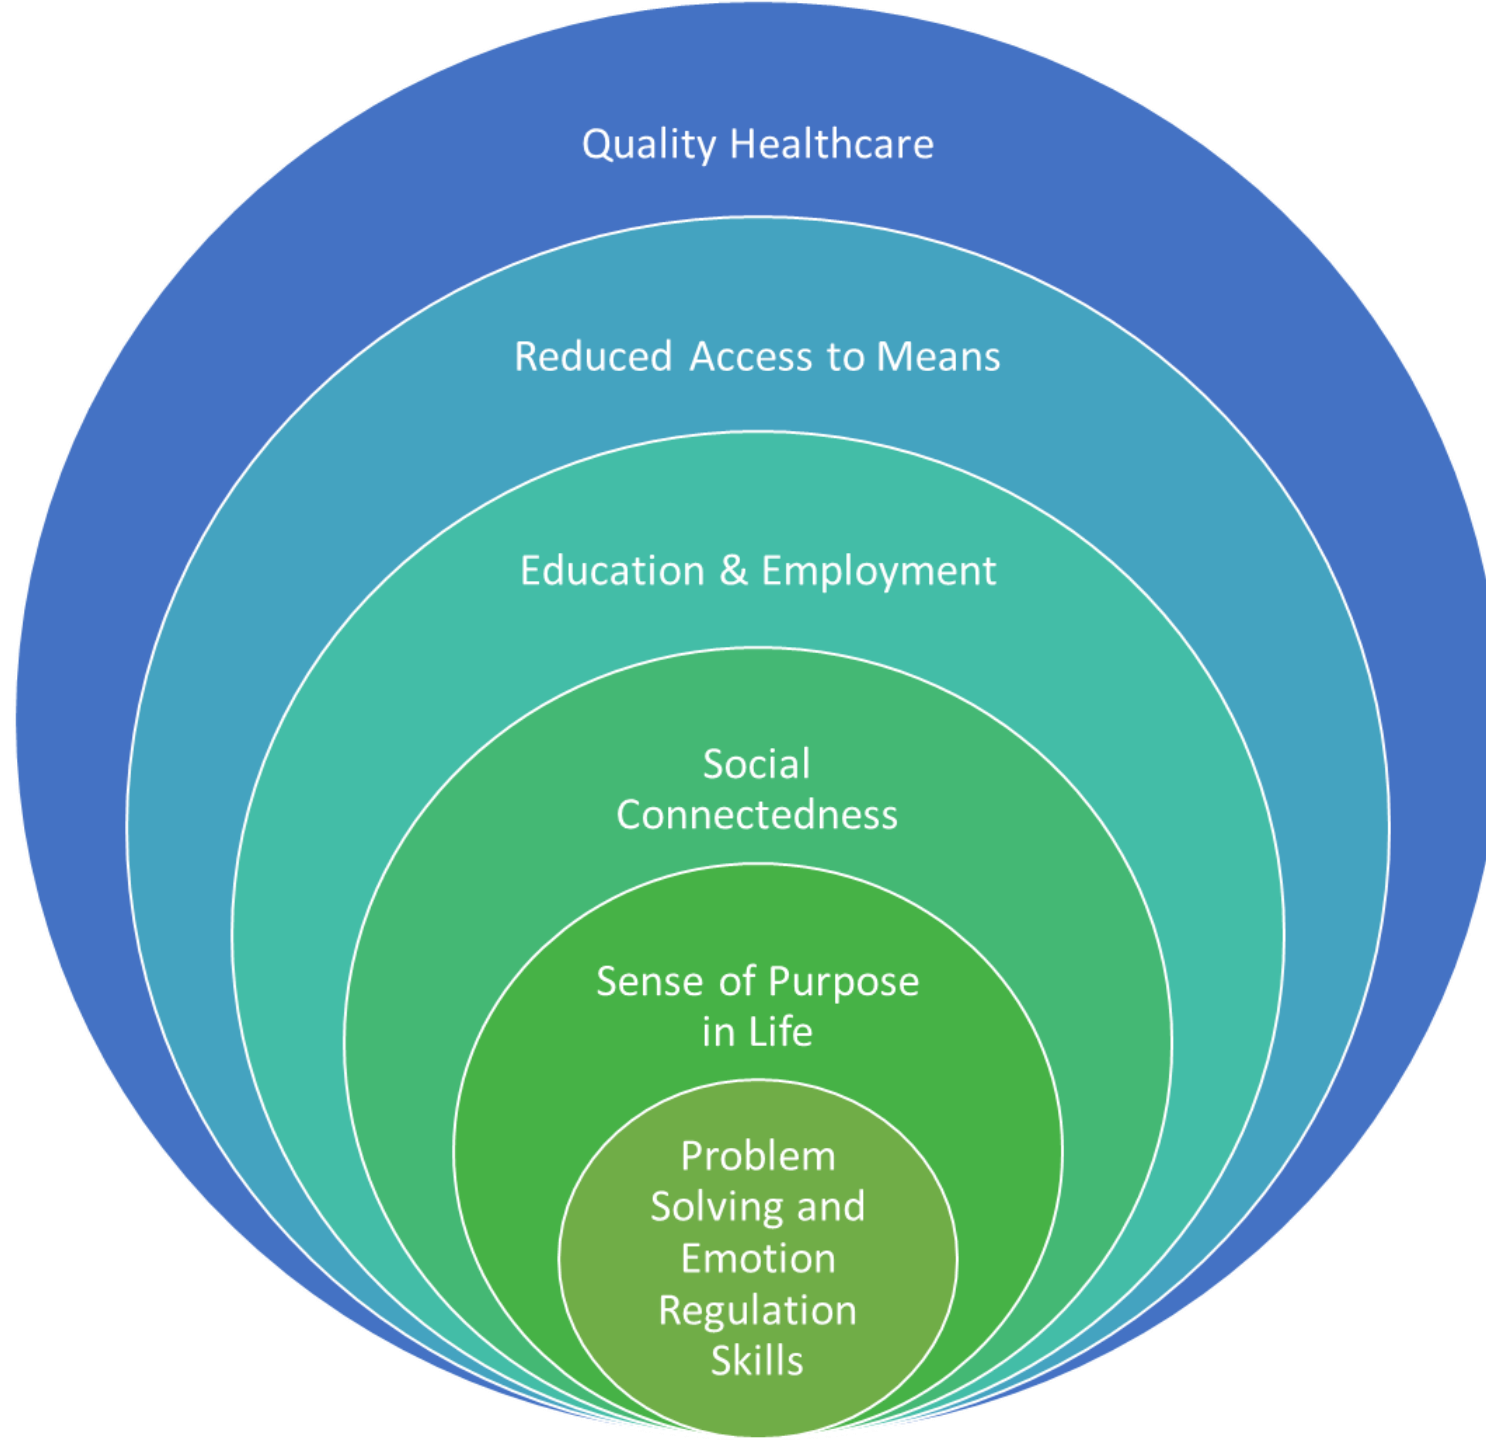 Quality Healthcare
Reduced Access to Means
Education & Employment
Social
Connectedness
Sense of Purpose
in Life
Problem
Solving and
Emotion
Regulation
Skills